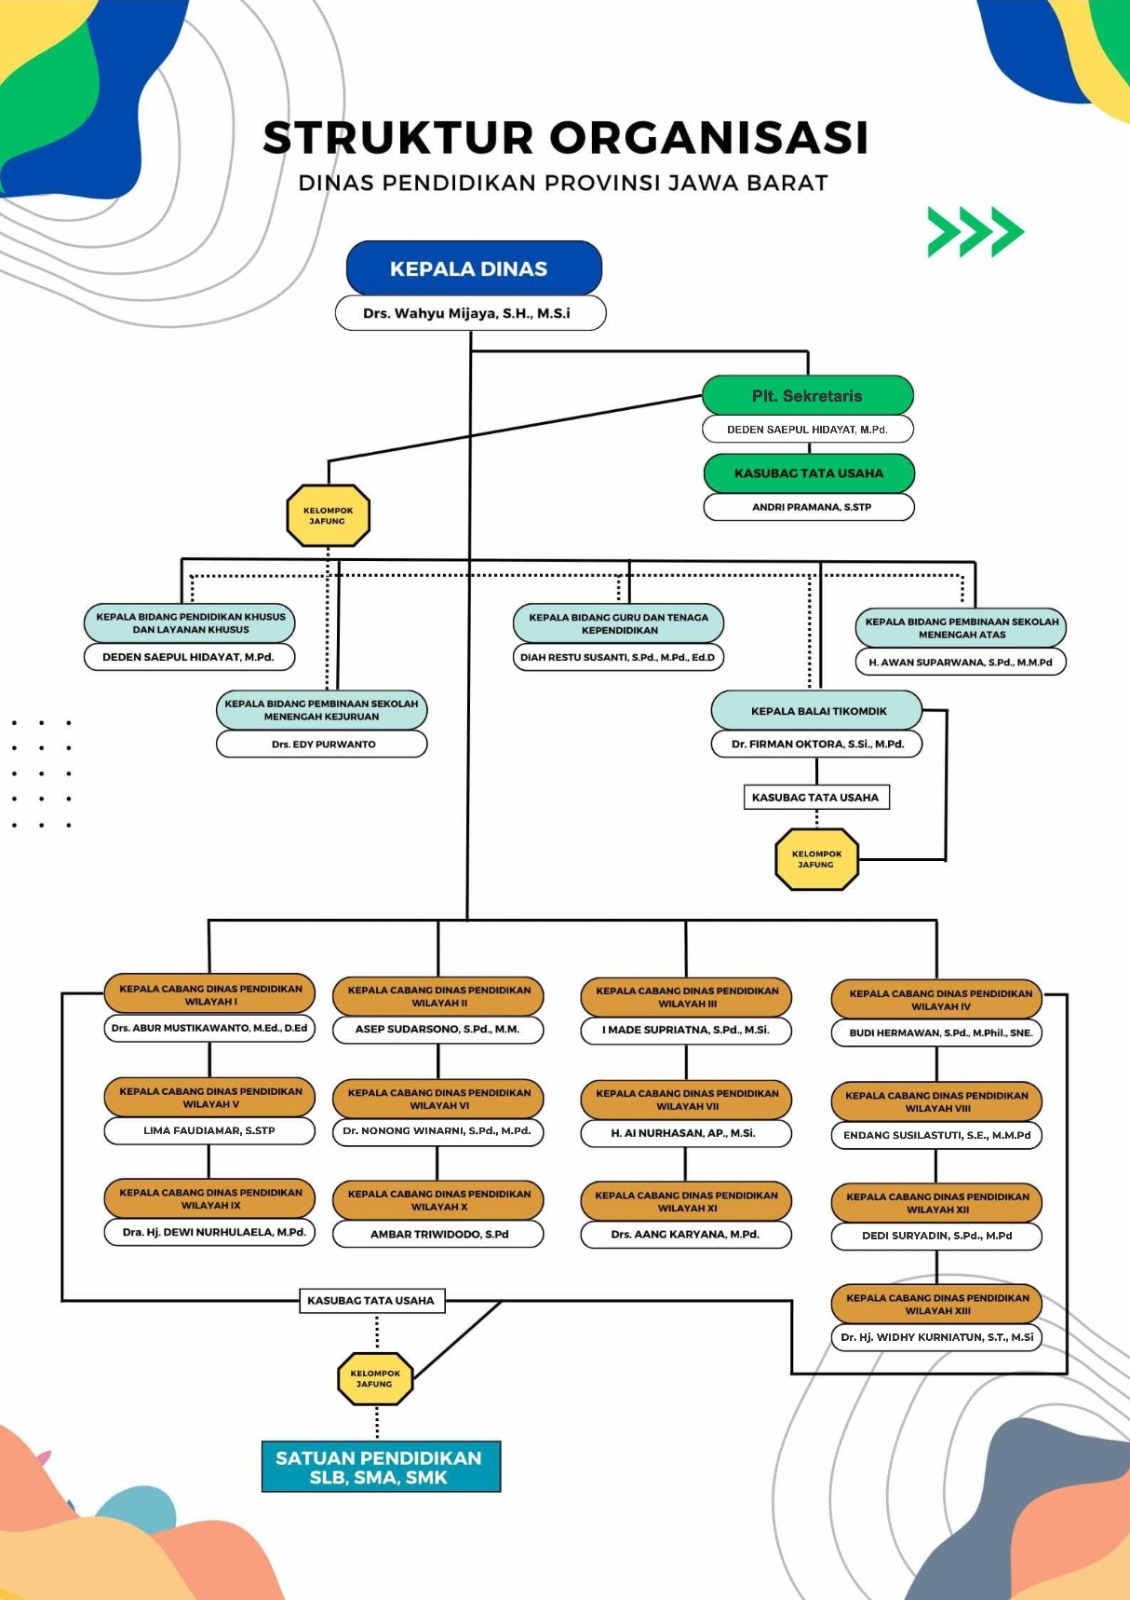 STRUKTUR ORGANISASI
DINAS PENDIDIKAN PROVINSI JAWA BARAT
KEPALA DINAS
Drs. Wahyu Mijaya, S.H., M.S.i
Plt. Sekretaris
DEDEN SAEPUL HIDAYAT, M.Pd.
KASUBAG TATA USAHA
ANDRI PRAMANA, S.STP
KELOMPOK
JAFUNG
KEPALA BIDANG PENDIDIKAN KHUSUS
DAN LAYANAN KHUSUS
DEDEN SAEPUL HIDAYAT, M.Pd.
KEPALA BIDANG GURU DAN TENAGA
KEPENDIDIKAN
DIAH RESTU SUSANTI, S.Pd., M.Pd., Ed.D
KEPALA BIDANG PEMBINAAN SEKOLAH
MENENGAH ATAS
H. AWAN SUPARWANA, S.Pd., M.M.Pd
KEPALA BIDANG PEMBINAAN SEKOLAH
MENENGAH KEJURUAN
Drs. EDY PURWANTO
KEPALA BALAI TIKOMDIK
Dr. FIRMAN OKTORA, S.Si., M.Pd.
KASUBAG TATA USAHA
KELOMPOK
JAFUNG
KEPALA CABANG DINAS PENDIDIKAN
WILAYAH I
Drs. ABUR MUSTIKAWANTO, M.Ed., D.Ed
KEPALA CABANG DINAS PENDIDIKAN
WILAYAH II
ASEP SUDARSONO, S.Pd., M.M.
KEPALA CABANG DINAS PENDIDIKAN
WILAYAH III
I MADE SUPRIATNA, S.Pd., M.Si.
KEPALA CABANG DINAS PENDIDIKAN
WILAYAH IV
BUDI HERMAWAN, S.Pd., M.Phil., SNE.
KEPALA CABANG DINAS PENDIDIKAN
WILAYAH V
LIMA FAUDIAMAR, S.STP
KEPALA CABANG DINAS PENDIDIKAN
WILAYAH VI
Dr. NONONG WINARNI, S.Pd., M.Pd.
KEPALA CABANG DINAS PENDIDIKAN
WILAYAH VII
H. AI NURHASAN, AP., M.Si.
KEPALA CABANG DINAS PENDIDIKAN
WILAYAH VIII
ENDANG SUSILASTUTI, S.E., M.M.Pd
KEPALA CABANG DINAS PENDIDIKAN
WILAYAH IX
Dra. Hj. DEWI NURHULAELA, M.Pd.
KEPALA CABANG DINAS PENDIDIKAN
WILAYAH X
AMBAR TRIWIDODO, S.Pd
KEPALA CABANG DINAS PENDIDIKAN
WILAYAH XI
Drs. AANG KARYANA, M.Pd.
KEPALA CABANG DINAS PENDIDIKAN
WILAYAH XII
DEDI SURYADIN, S.Pd., M.Pd
KEPALA CABANG DINAS PENDIDIKAN
WILAYAH XIII
Dr. Hj. WIDHY KURNIATUN, S.T., M.Si
KASUBAG TATA USAHA
KELOMPOK
JAFUNG
SATUAN PENDIDIKAN
SLB, SMA, SMK